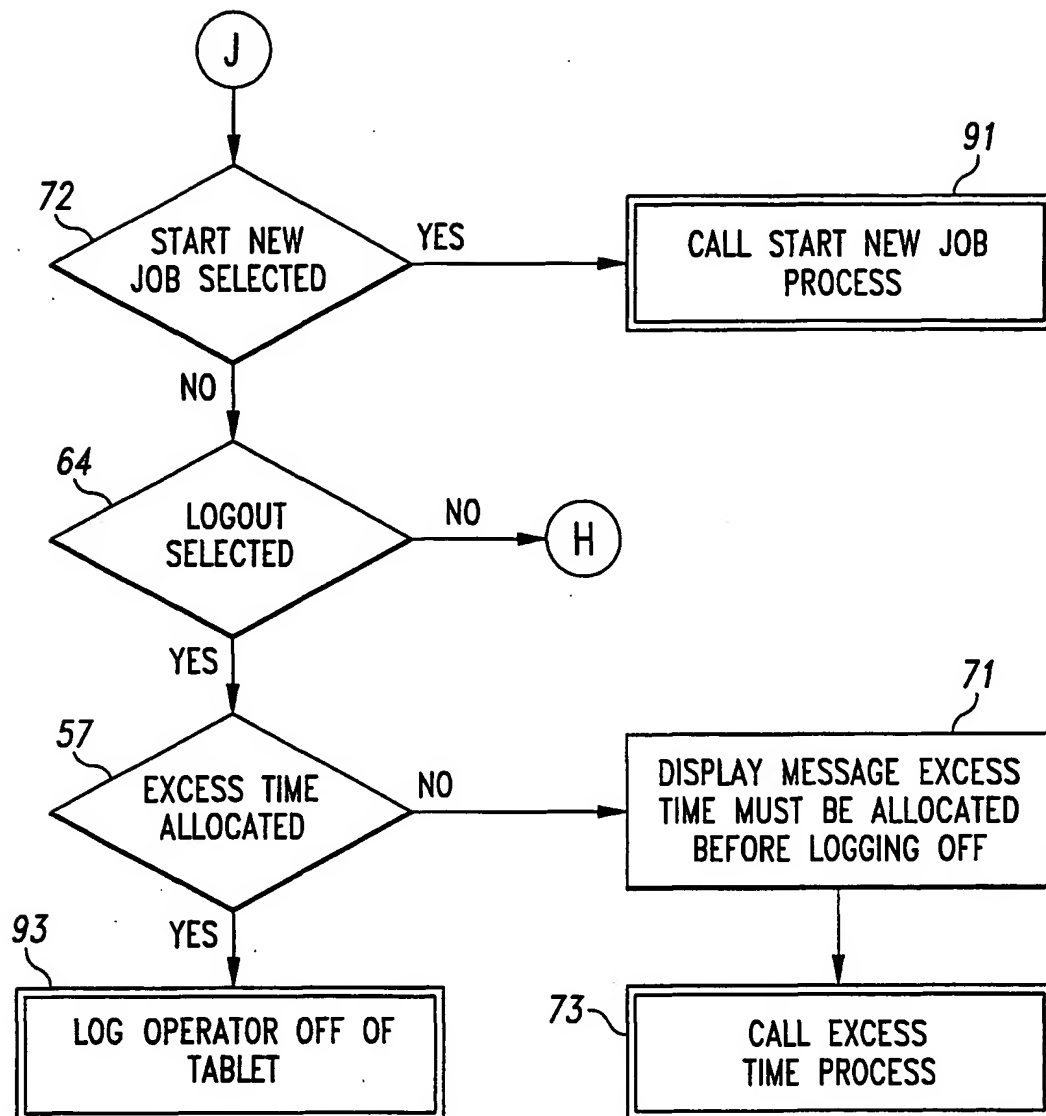 J
72
START NEW
JOB SELECTED
YES
91
CALL START NEW JOB
PROCESS
NO
64
LOGOUT
SELECTED
NO
H
YES
57
EXCESS TIME
ALLOCATED
NO
71
DISPLAY MESSAGE EXCESS
TIME MUST BE ALLOCATED
BEFORE LOGGING OFF
YES
93
LOG OPERATOR OFF OF
TABLET
73
CALL EXCESS
TIME PROCESS